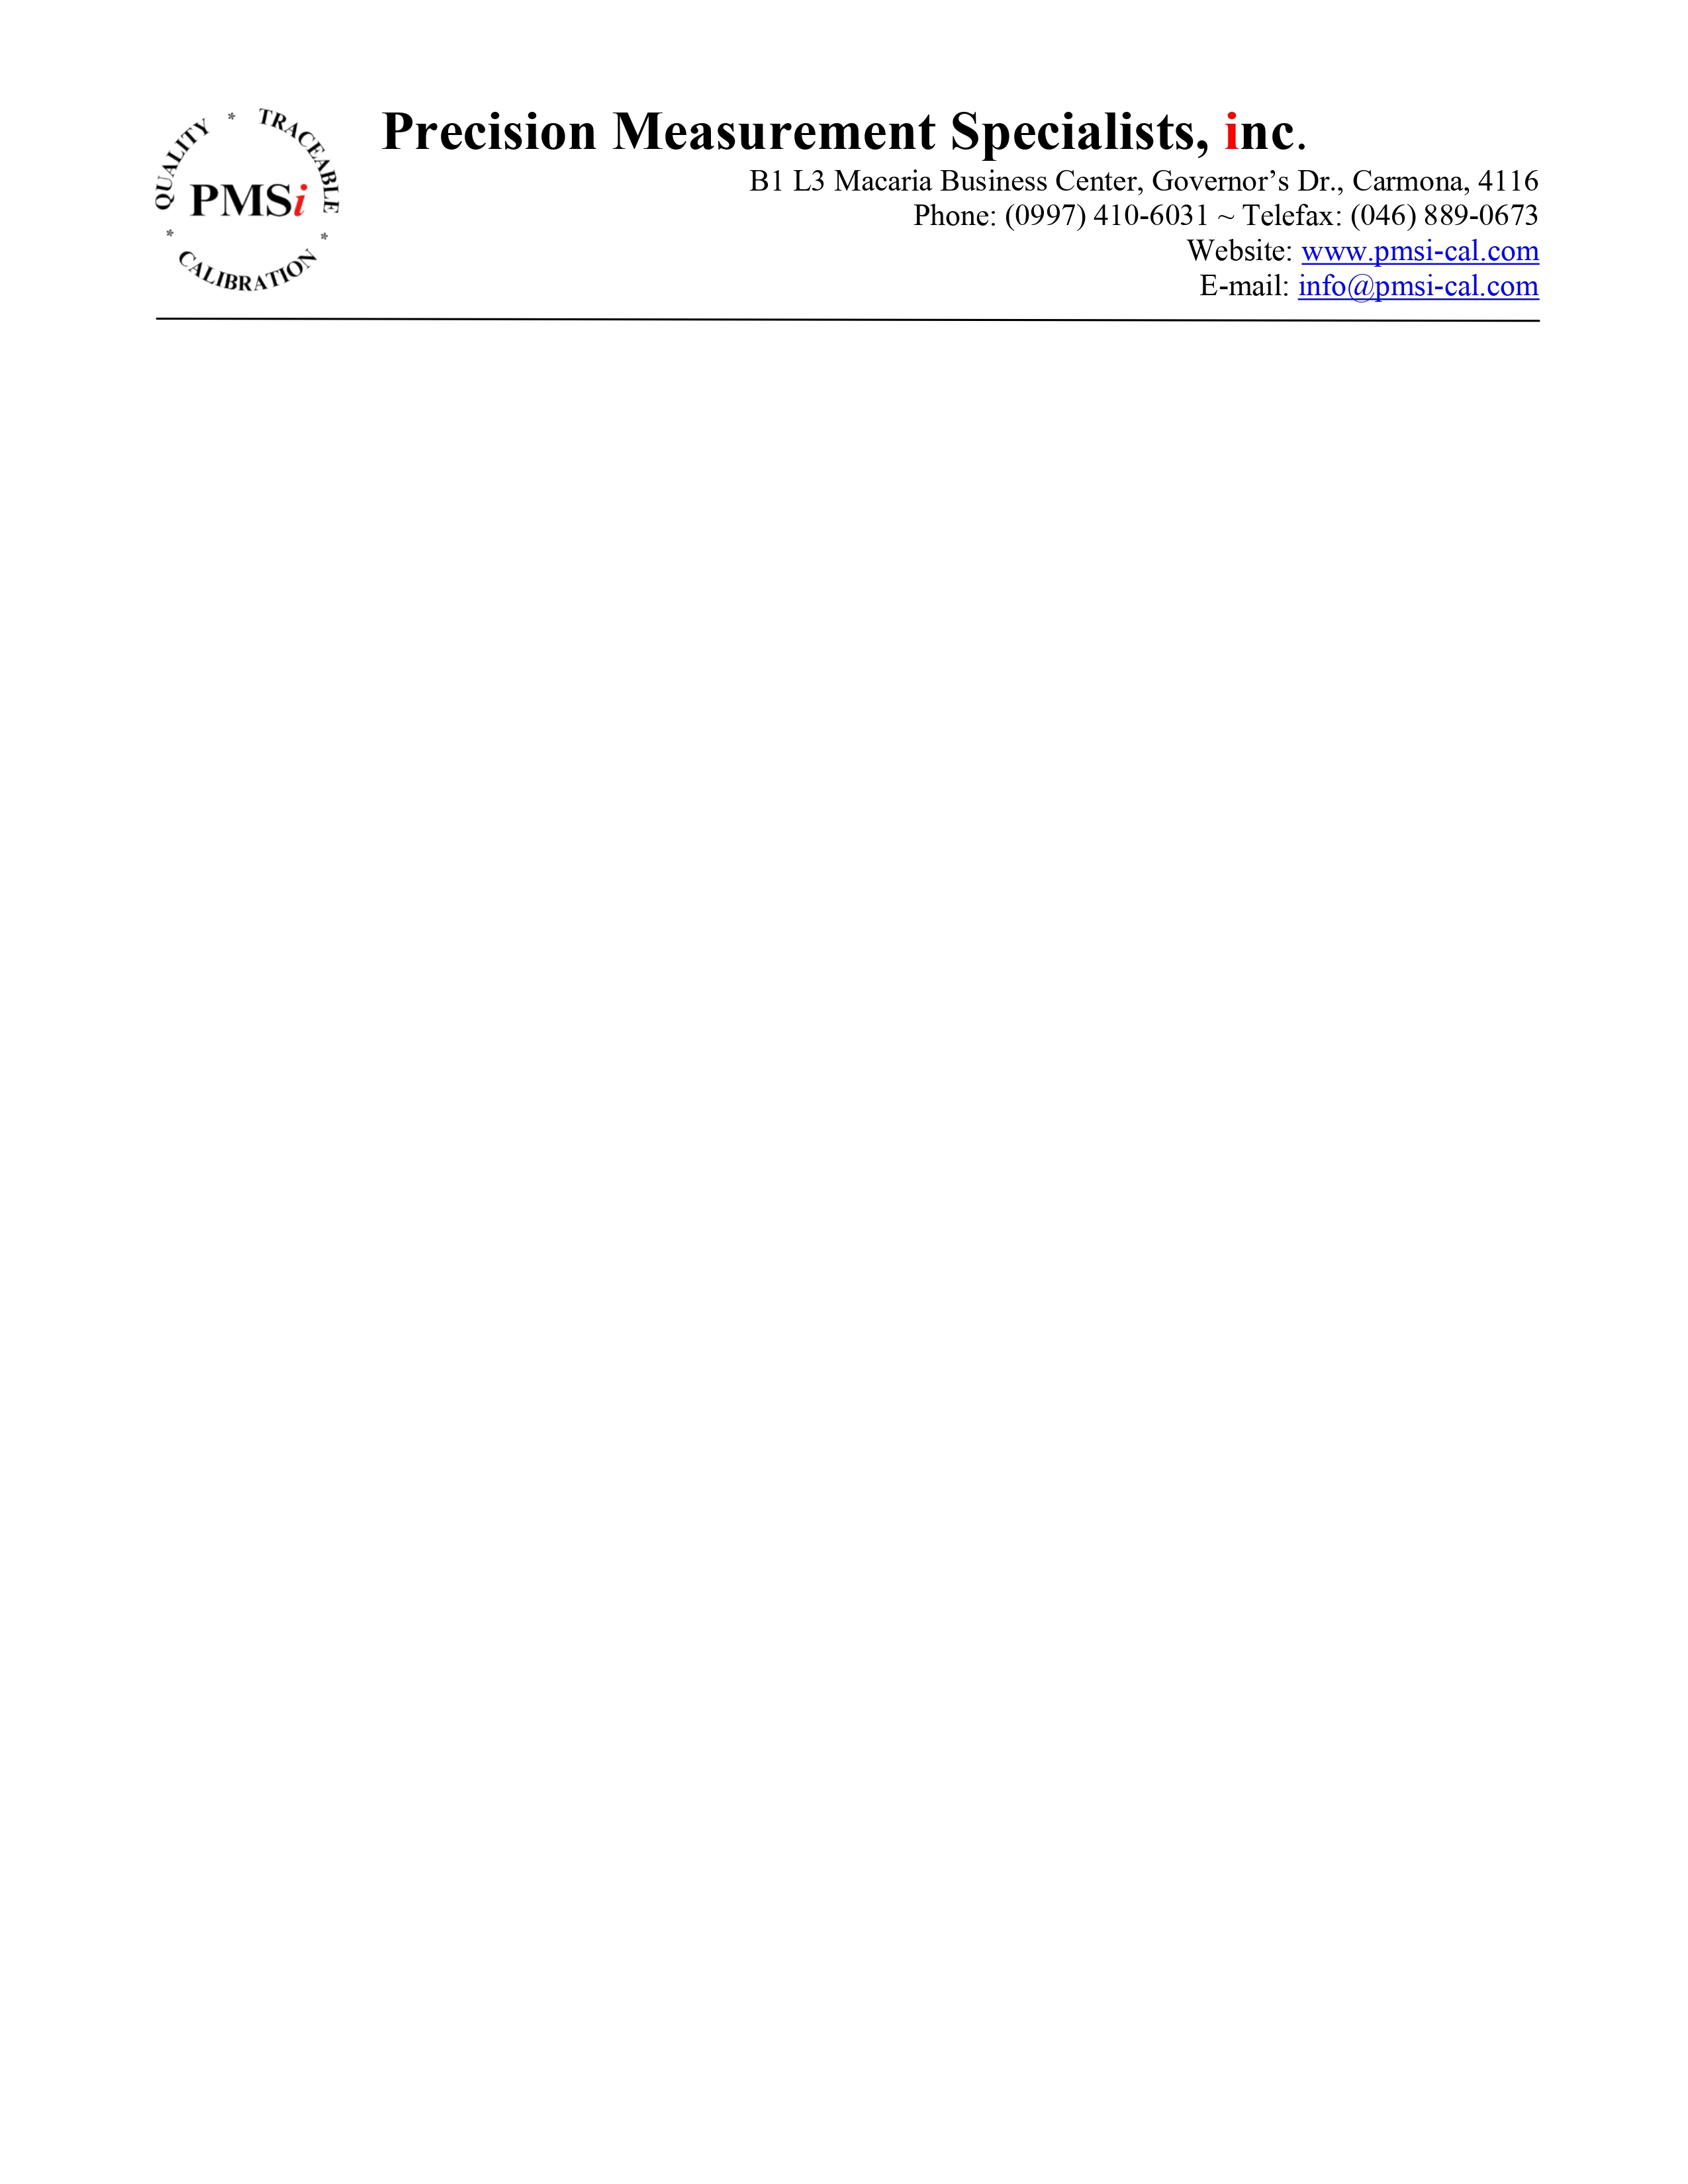 QUALITY * TRACEABLE * CALIBRATION *
PMSi
Precision Measurement Specialists, inc.
B1 L3 Macaria Business Center, Governor’s Dr., Carmona, 4116
Phone: (0997) 410-6031 ~ Telefax: (046) 889-0673
Website: www.pmsi-cal.com
E-mail: info@pmsi-cal.com